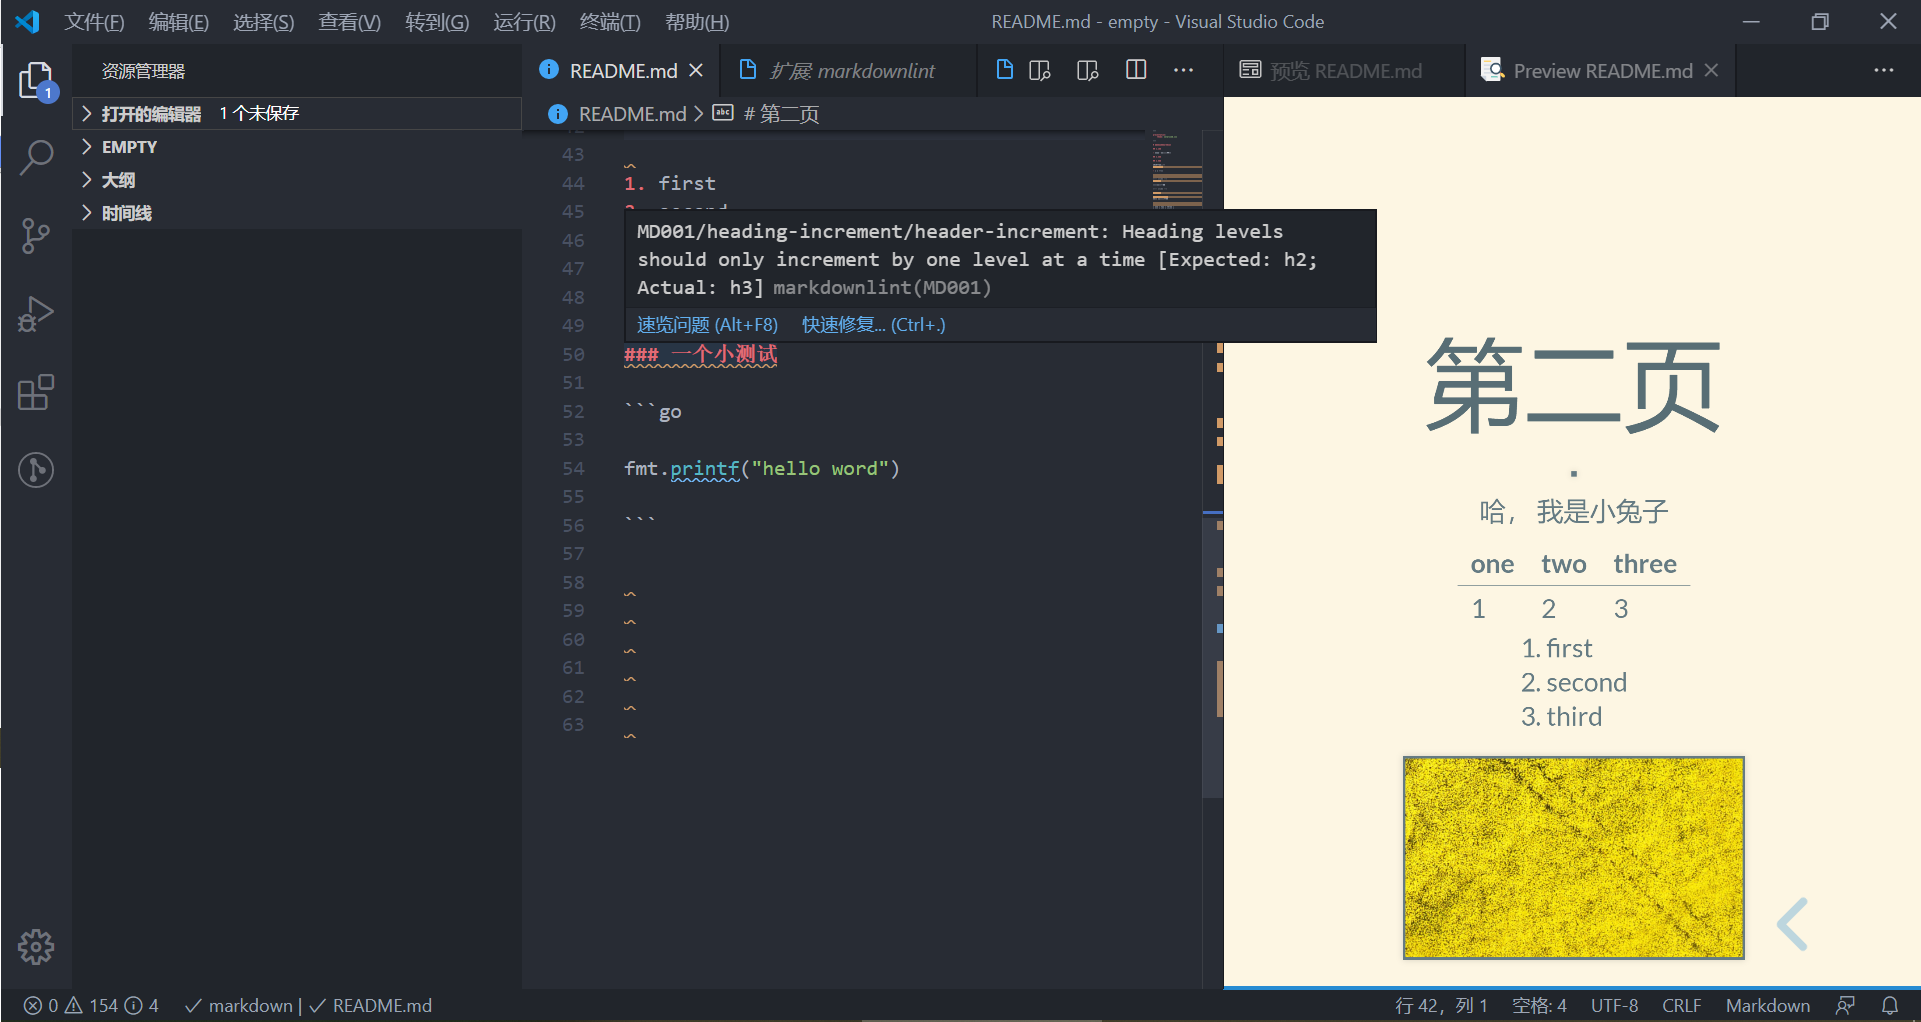 文件(F) 编辑(E) 选择(S) 查看(V) 转到(G) 运行(R) 终端(T) 帮助(H) README.md - empty - Visual Studio Code
资源管理器
1
打开的编辑器 1 个未保存
EMPTY
大纲
时间线
README.md 扩展 markdownlint
预览 README.md Preview README.md
README.md > # 第二页
43
44 1. first
45
46
47
48
49
MD001/heading-increment/header-increment: Heading levels
should only increment by one level at a time [Expected: h2;
Actual: h3] markdownlint(MD001)
速览问题 (Alt+F8) 快速修复... (Ctrl+.)
50 ### 一个小测试
51
52 ```go
53
54 fmt.printf("hello word")
55
56 ```
57
58
59
60
61
62
63
第二页
哈， 我是小兔子
one two three
1 2 3
1. first
2. second
3. third
0 154 4 markdown | README.md
行 42，列 1 空格: 4 UTF-8 CRLF Markdown